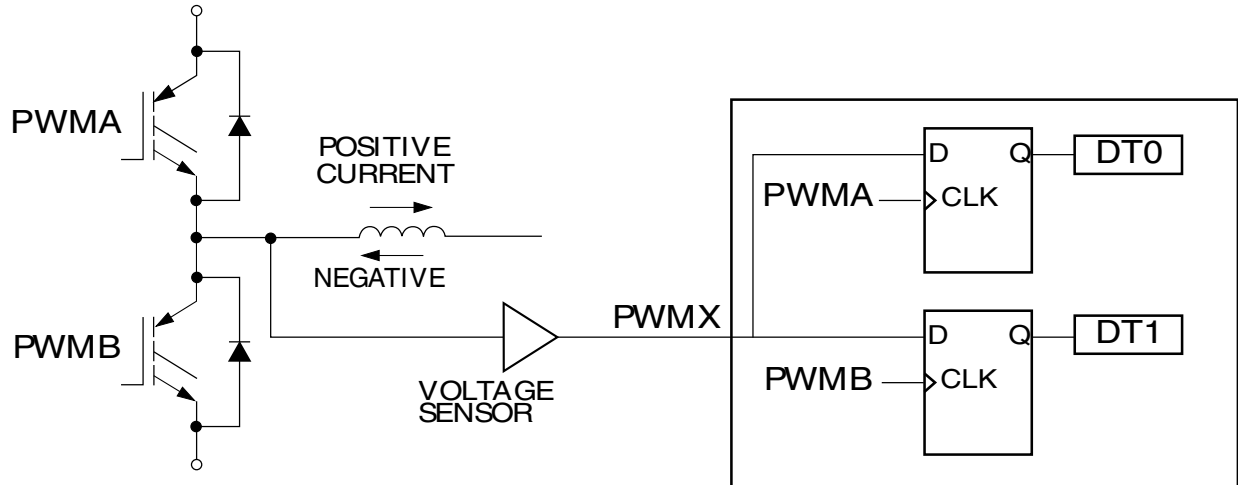 PWMA
POSITIVE
CURRENT
NEGATIVE
PWMB
VOLTAGE
SENSOR
PWMX
D
Q
DT0
PWMA
CLK
D
Q
DT1
PWMB
CLK